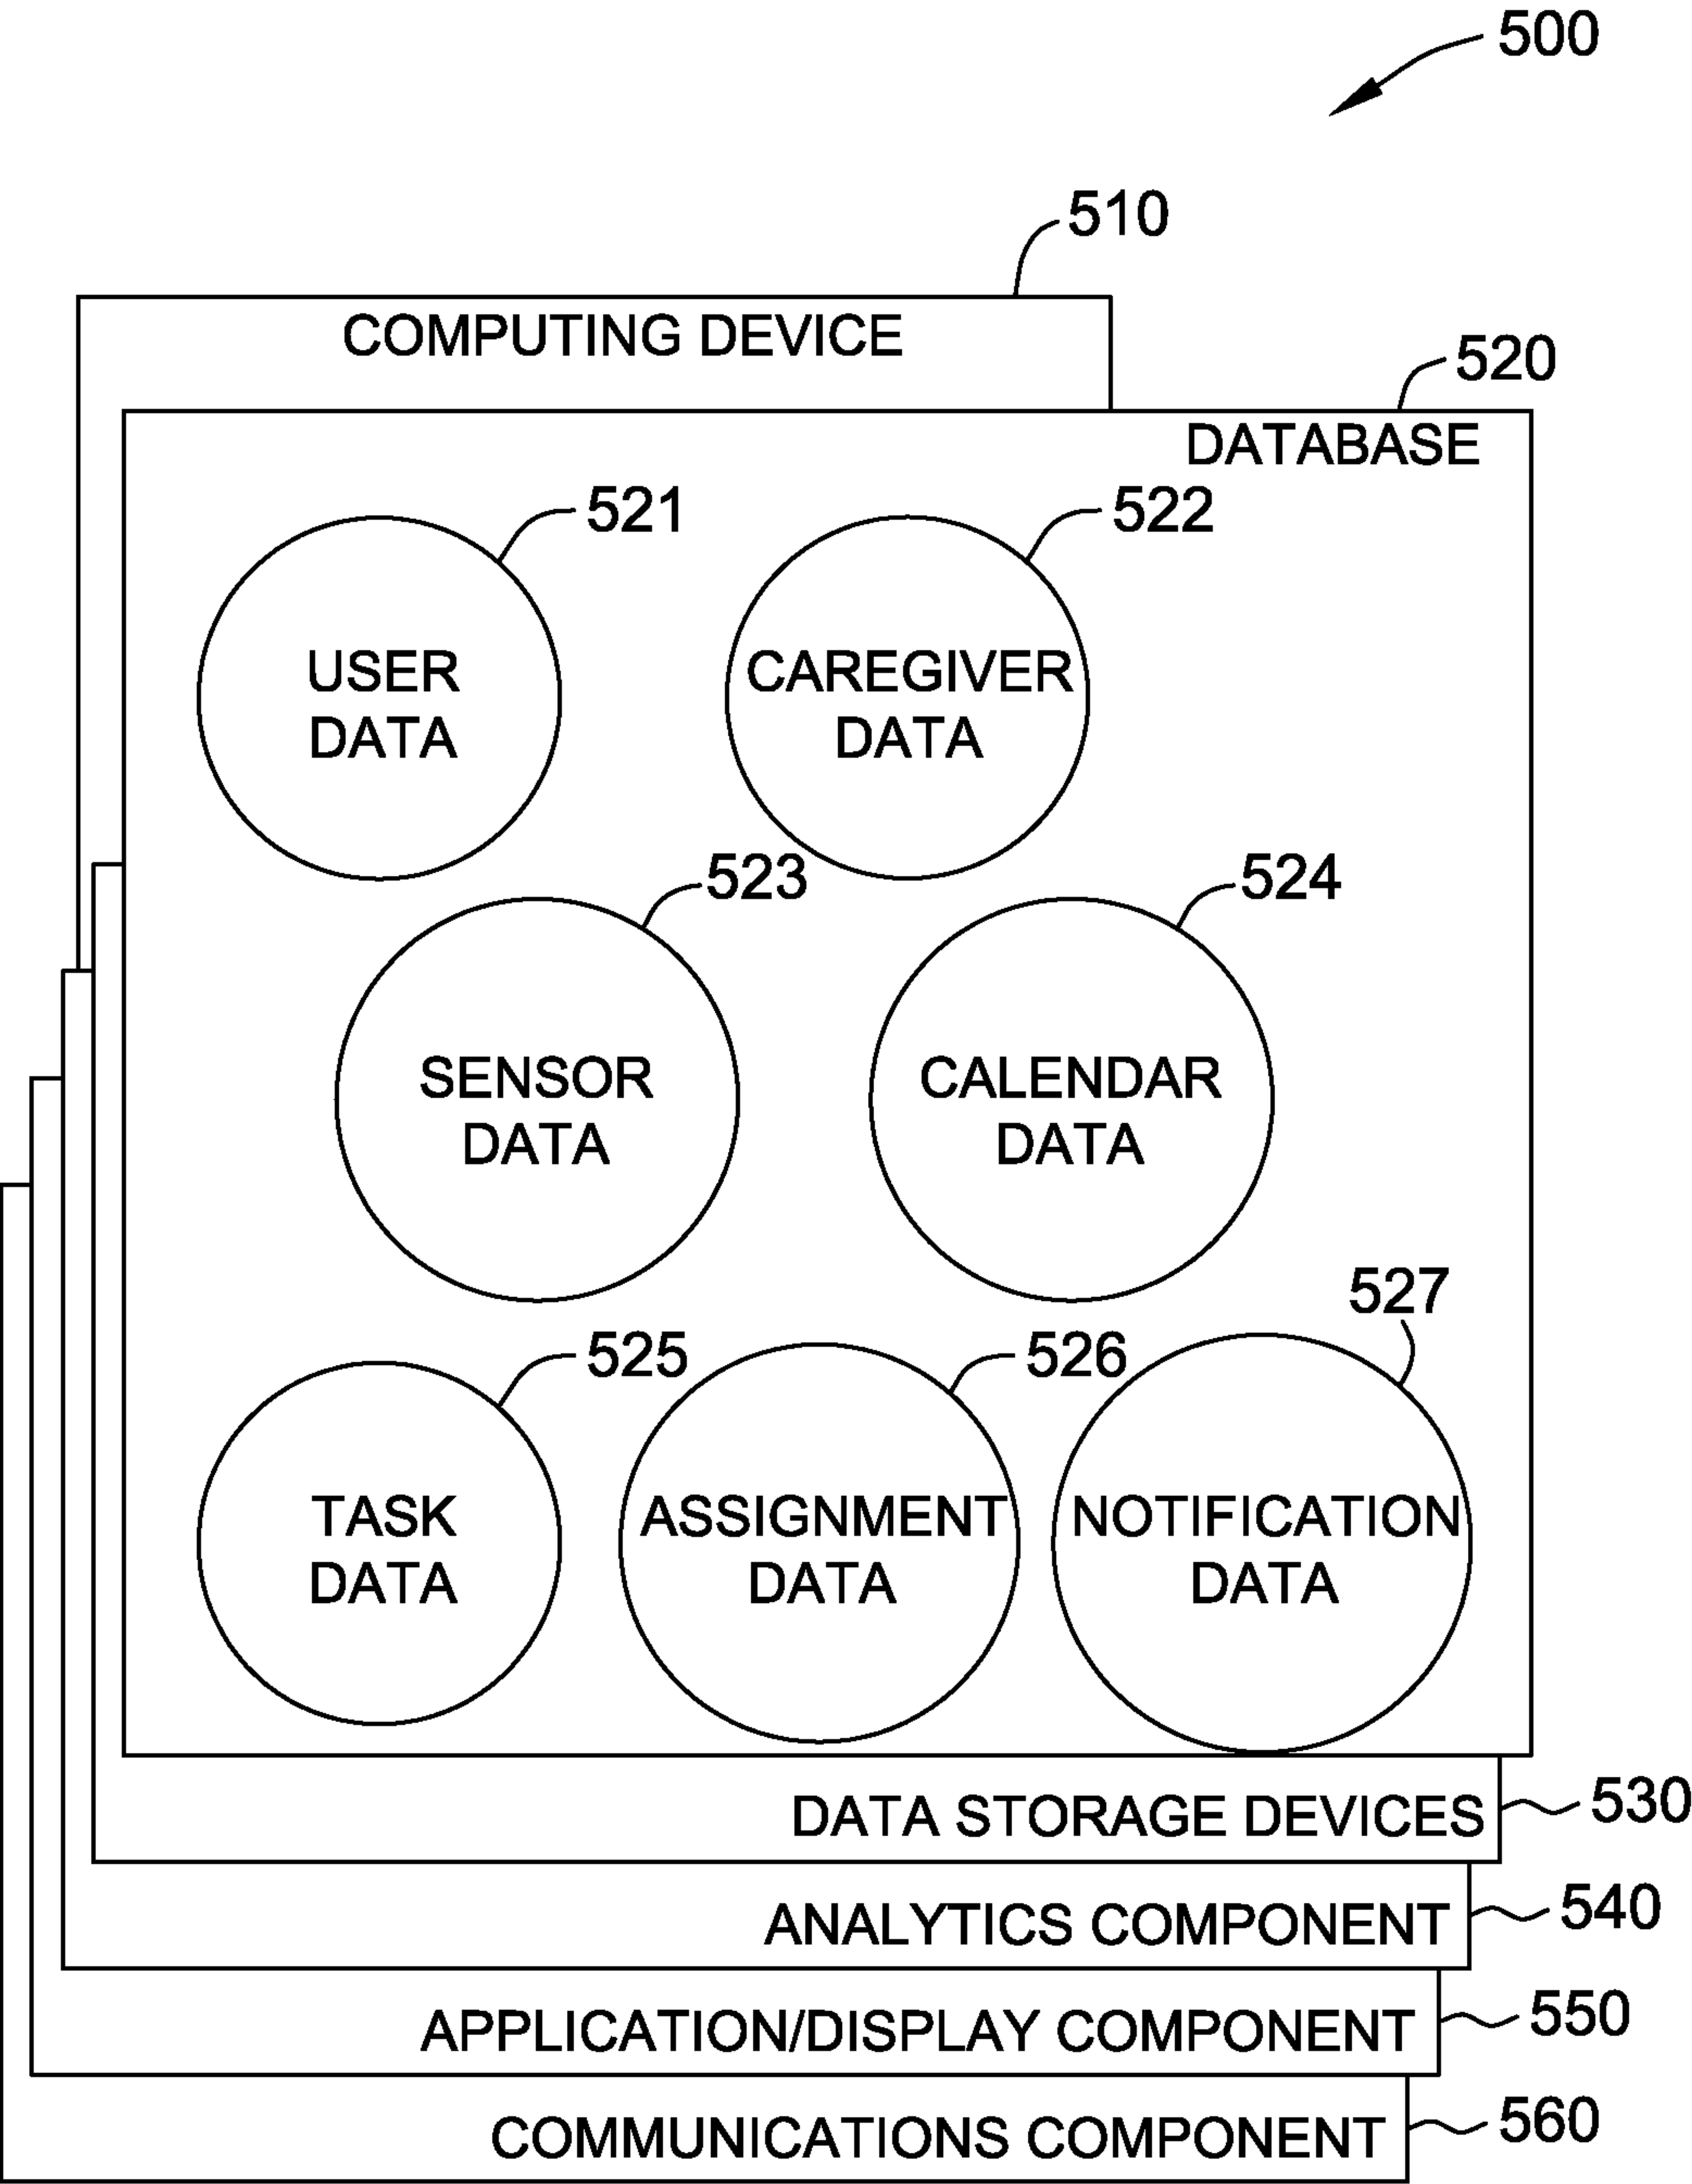 500
510
COMPUTING DEVICE
520
DATABASE
521
522
USER
DATA
CAREGIVER
DATA
523
524
SENSOR
DATA
CALENDAR
DATA
527
525
526
TASK
DATA
ASSIGNMENT
DATA
NOTIFICATION
DATA
DATA STORAGE DEVICES
530
ANALYTICS COMPONENT
540
APPLICATION/DISPLAY COMPONENT
550
COMMUNICATIONS COMPONENT
560